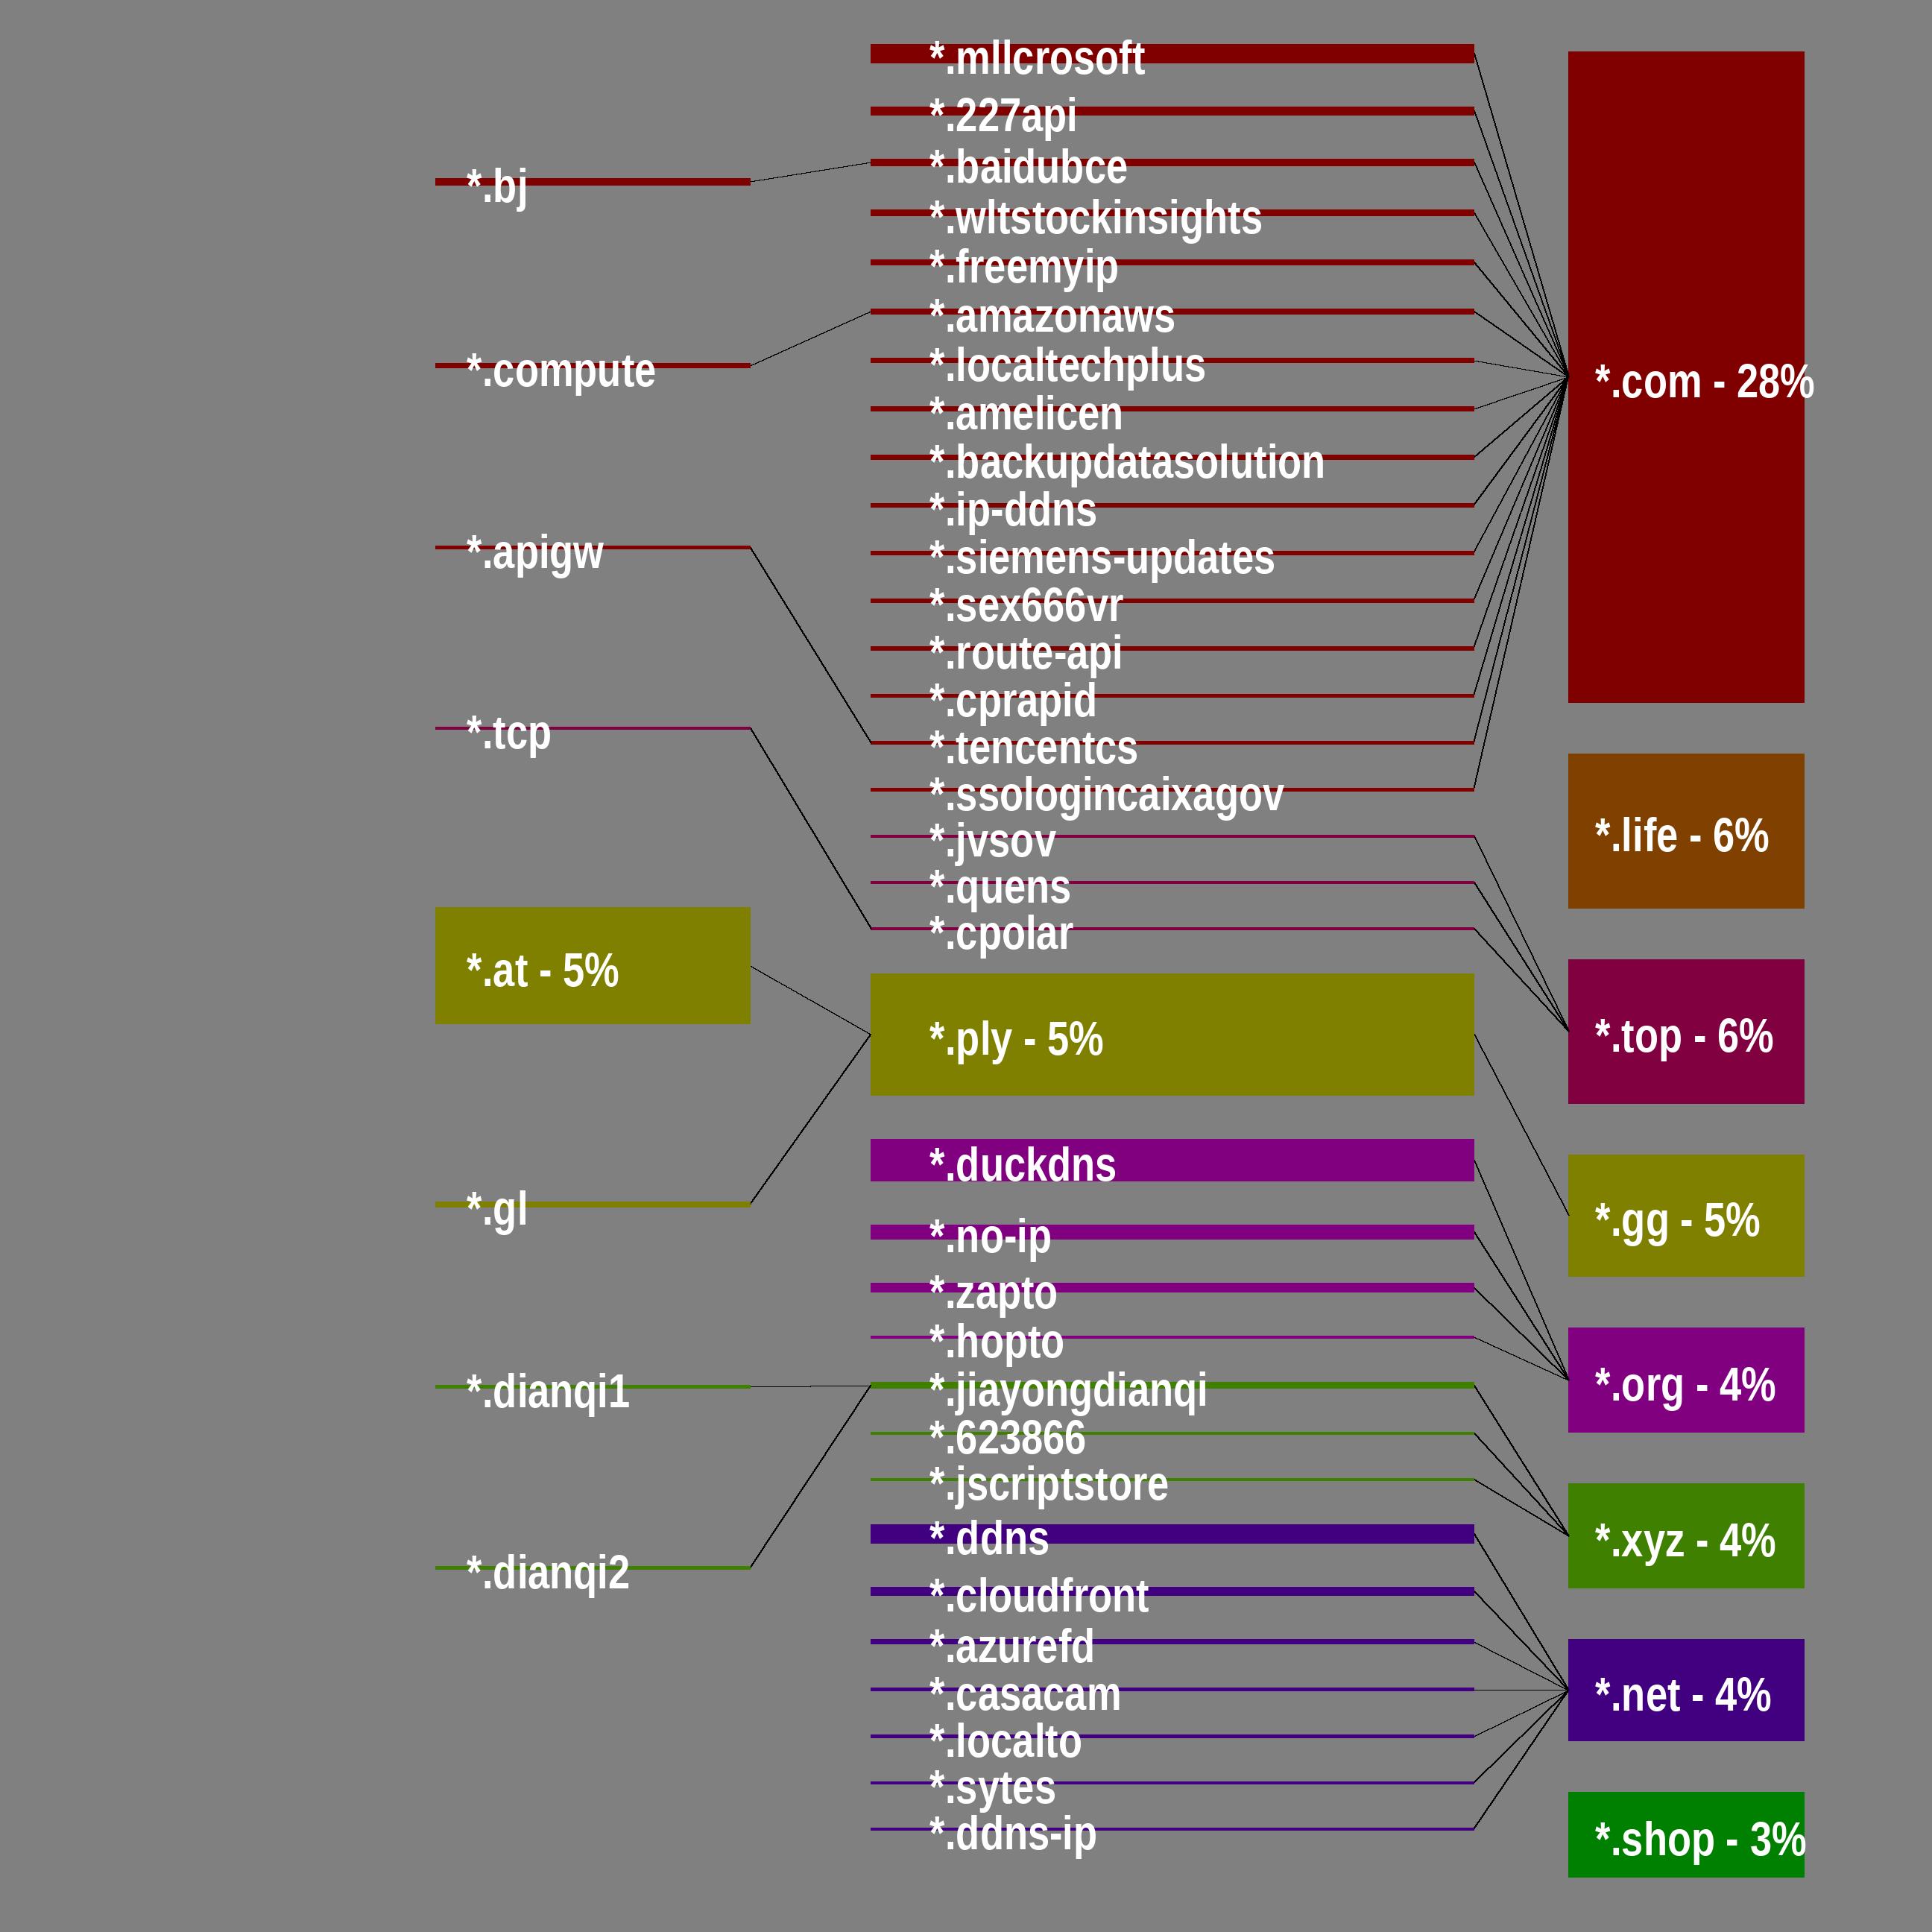 *.bj
*.compute
*.apigw
*.tcp
*.at - 5%
*.gl
*.dianqi1
*.dianqi2
*.mllcrosoft
*.227api
*.baidubce
*.wltstockinsights
*.freemyip
*.amazonaws
*.localtechplus
*.amelicen
*.backupdatasolution
*.ip-ddns
*.siemens-updates
*.sex666vr
*.route-api
*.cprapid
*.tencentcs
*.ssologincaixagov
*.jvsov
*.quens
*.cpolar
*.ply - 5%
*.duckdns
*.no-ip
*.zapto
*.hopto
*.jiayongdianqi
*.623866
*.jscriptstore
*.ddns
*.cloudfront
*.azurefd
*.casacam
*.localto
*.sytes
*.ddns-ip
*.com - 28%
*.life - 6%
*.top - 6%
*.gg - 5%
*.org - 4%
*.xyz - 4%
*.net - 4%
*.shop - 3%